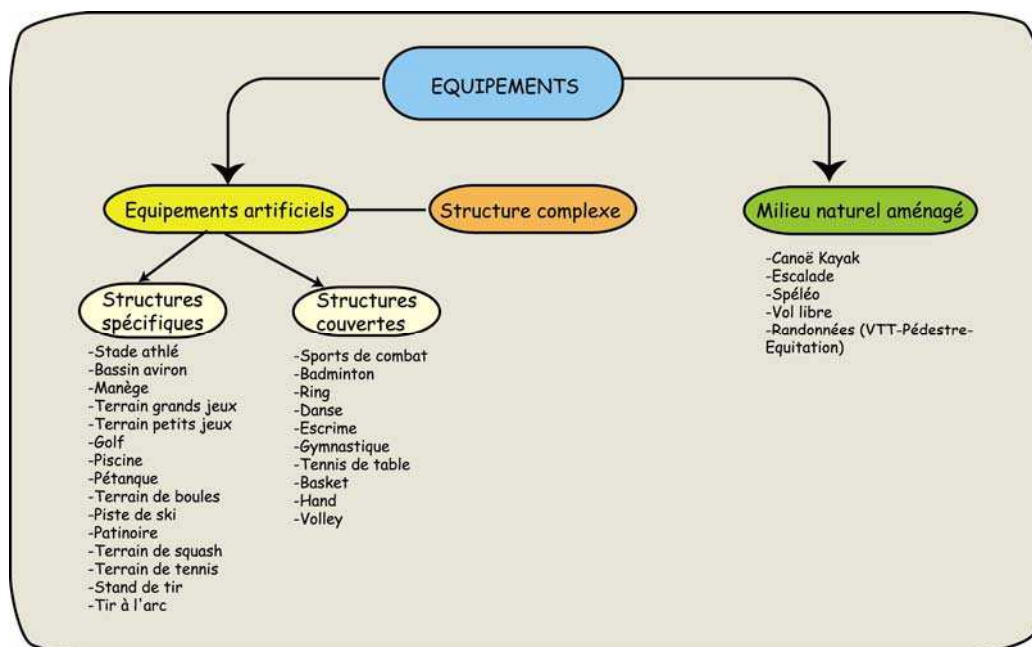 EQUIPEMENTS
Equipements artificiels
Structure complexe
Milieu naturel aménagé
-Canoë Kayak
-Escalade
-Spéléo
-Vol libre
-Randonnées (VTT-Pédestre-
Equitation)
Structures
spécifiques
-Stade athlé
-Bassin aviron
-Manège
-Terrain grands jeux
-Terrain petits jeux
-Golf
-Piscine
-Pétanque
-Terrain de boules
-Piste de ski
-Patinoire
-Terrain de squash
-Terrain de tennis
-Stand de tir
-Tir à l'arc
Structures
couvertes
-Sports de combat
-Badminton
-Ring
-Danse
-Escrime
-Gymnastique
-Tennis de table
-Basket
-Hand
-Volley